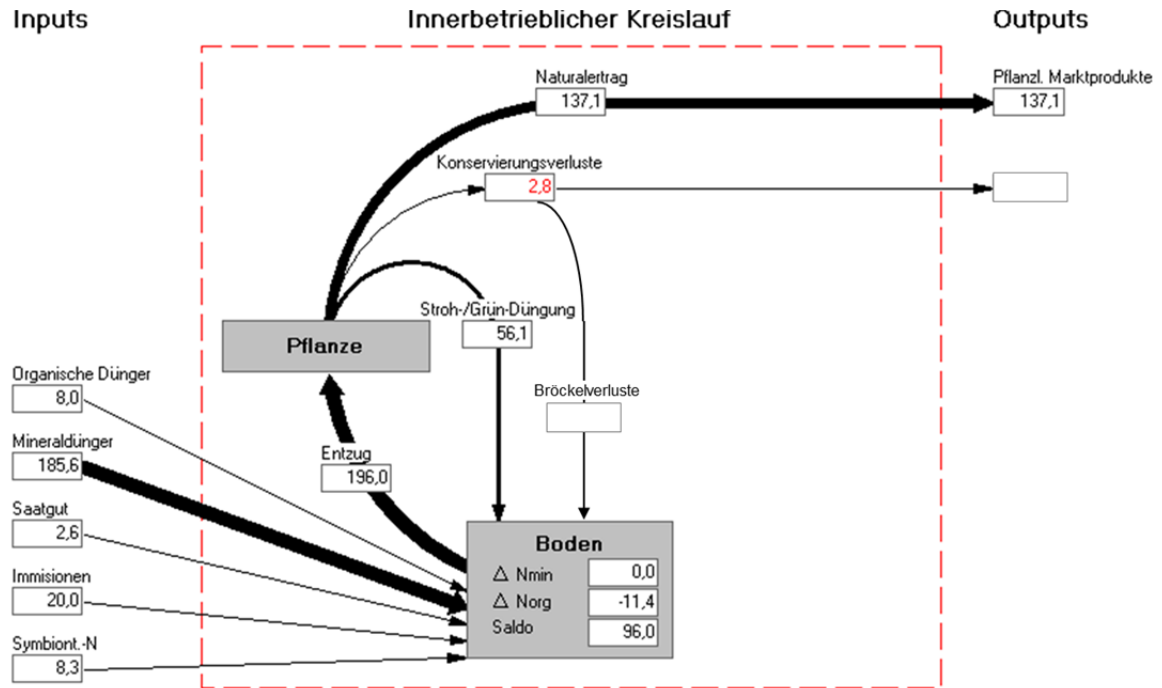 Inputs
Innerbetrieblicher Kreislauf
Outputs
Naturalertrag
137,1
Pflanzl. Marktprodukte
137,1
Konservierungsverluste
2,8
Stroh-/Grün-Düngung
56,1
Pflanze
Bröckelverluste
Organische Dünger
8,0
Mineraldünger
185,6
Entzug
196,0
Saatgut
2,6
Immisionen
20,0
Symbiont.-N
8,3
Boden
△ Nmin 0,0
△ Norg -11,4
Saldo 96,0